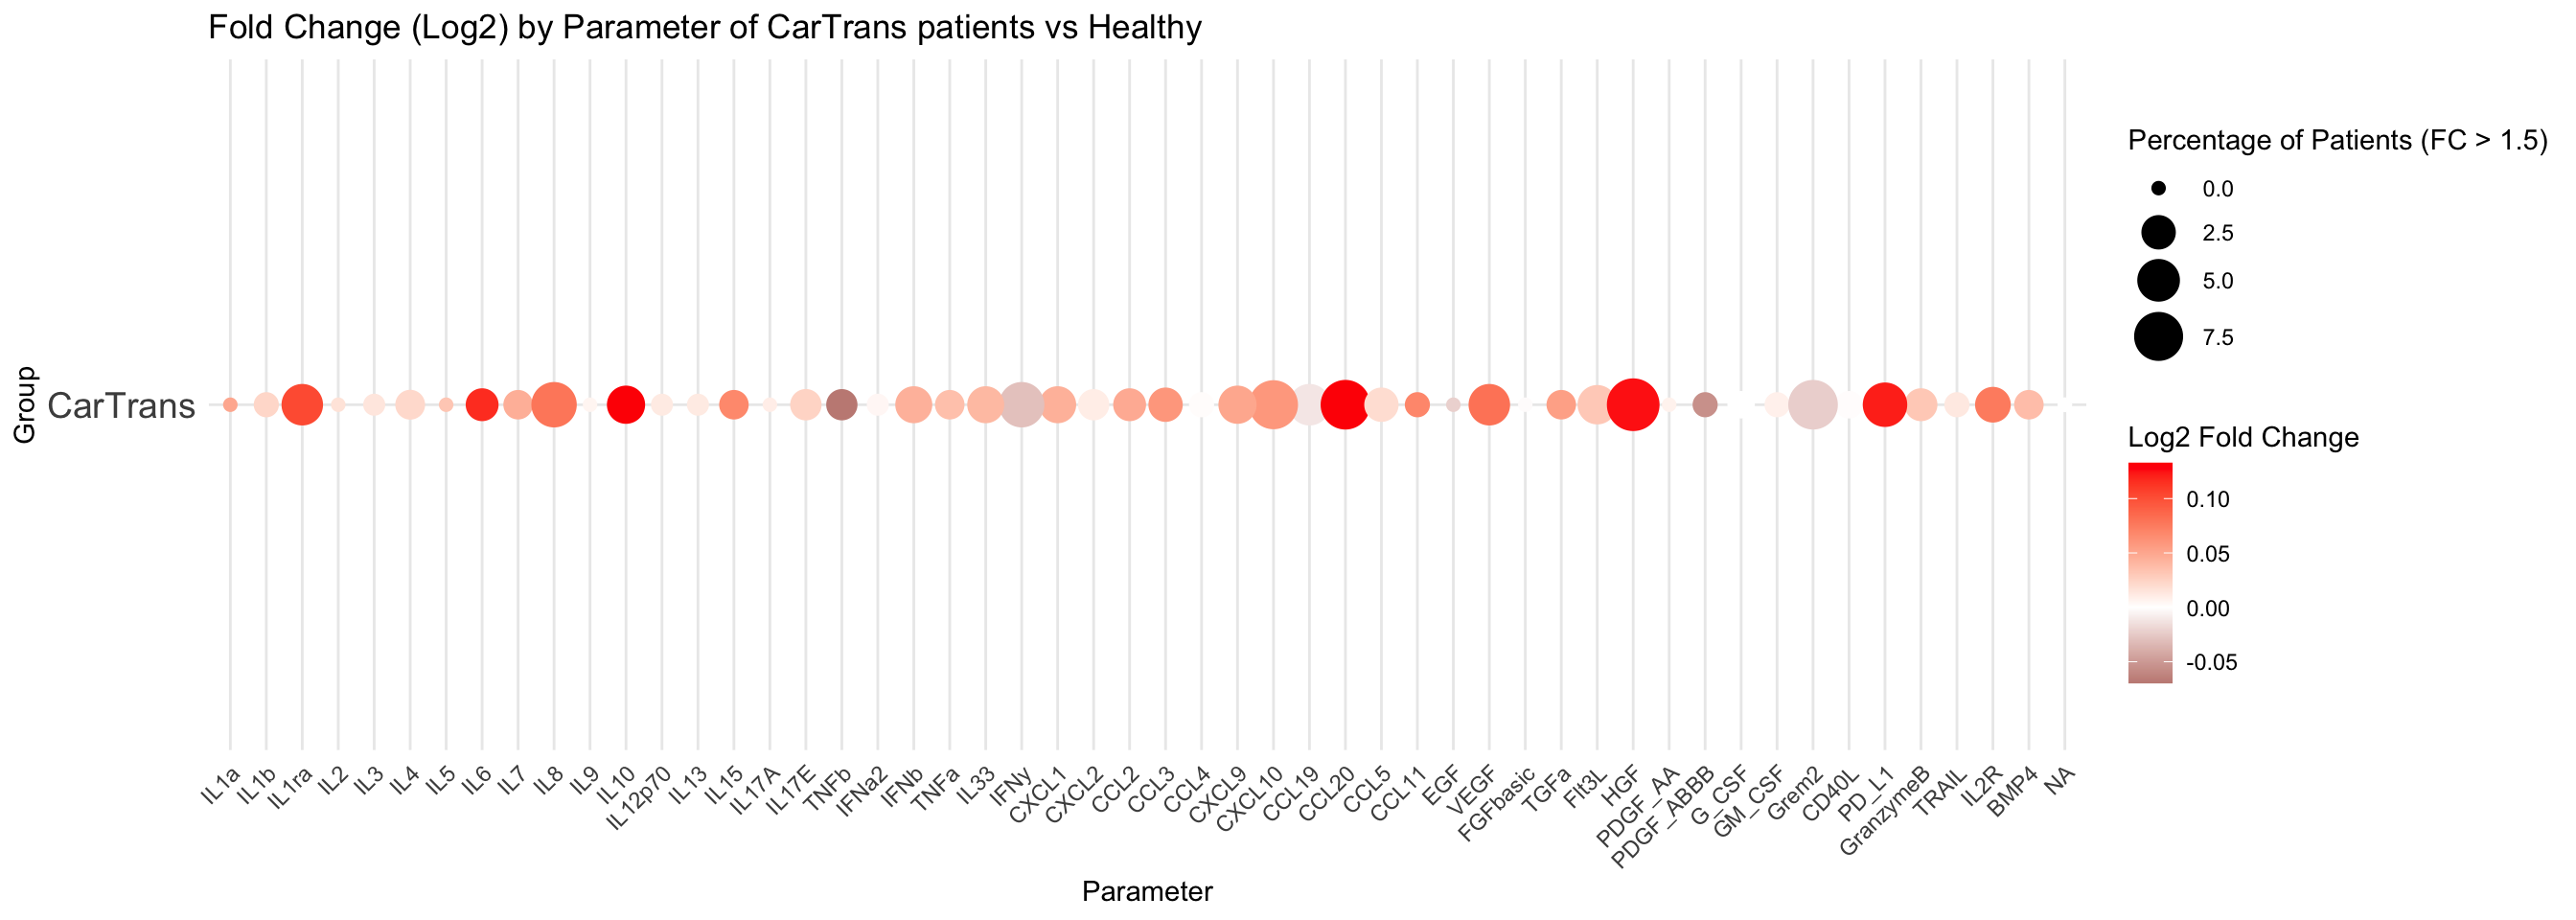 Fold Change (Log2) by Parameter of CarTrans patients vs Healthy
Group
CarTrans
IL1a
IL1b
IL1ra
IL2
IL3
IL4
IL5
IL6
IL7
IL8
IL9
IL10
IL12p70
IL13
IL15
IL17A
IL17E
TNFb
IFNa2
IFNb
TNFa
IL33
IFNy
CXCL1
CXCL2
CCL2
CCL3
CCL4
CXCL9
CXCL10
CCL19
CCL20
CCL5
CCL11
EGF
VEGF
FGFbasic
TGFa
Flt3L
HGF
PDGF_AA
PDGF_ABBB
G_CSF
GM_CSF
Grem2
CD40L
PD_L1
GranzymeB
TRAIL
IL2R
BMP4
NA
Parameter
Percentage of Patients (FC > 1.5)
0.0
2.5
5.0
7.5
Log2 Fold Change
0.10
0.05
0.00
-0.05